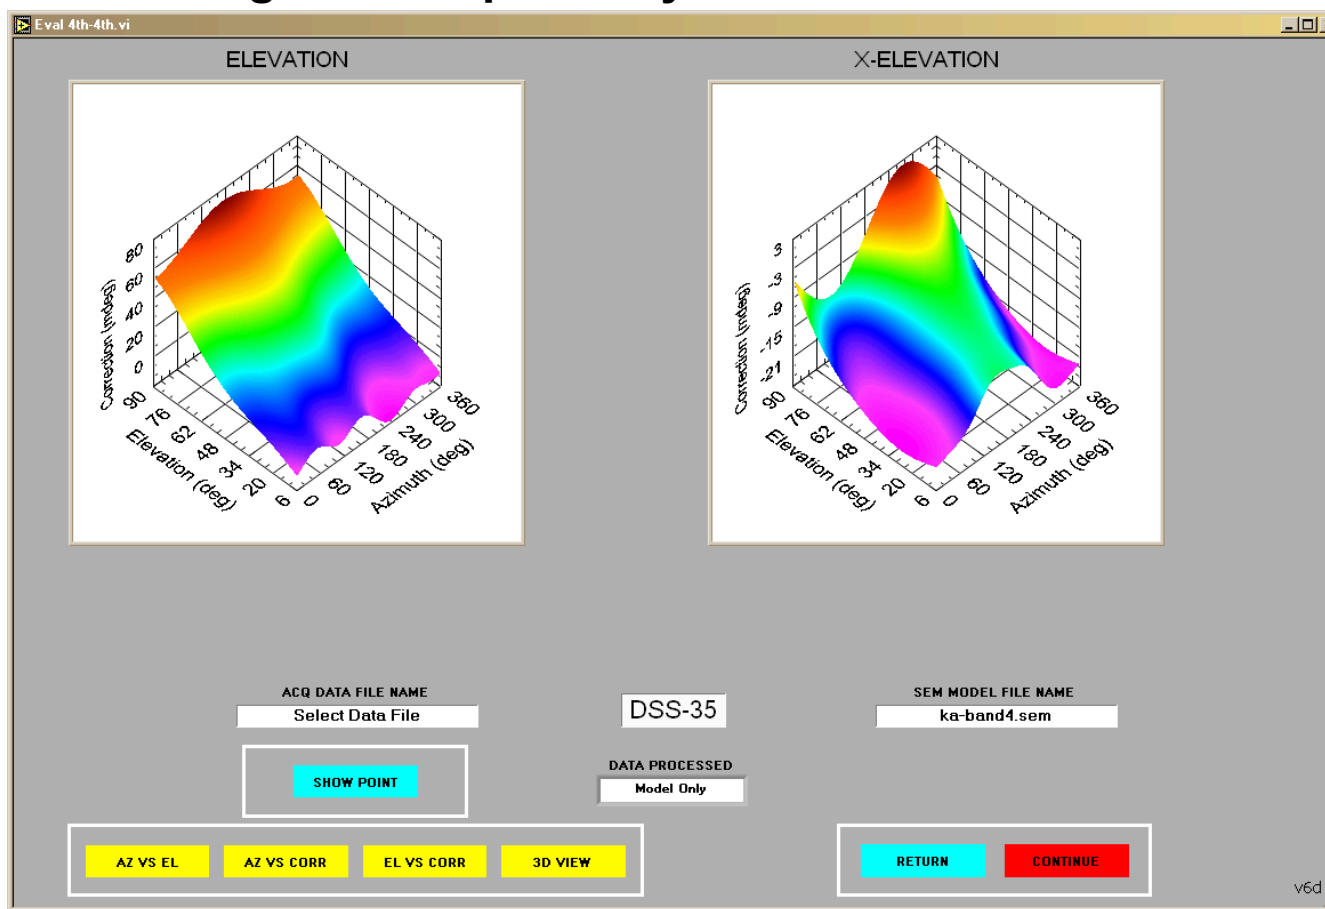 Eval 4th-4th.vi
ELEVATION
X-ELEVATION
80
60
40
20
0
Correction (mdeg)
90
76
62
48
34
20
6
Elevation (deg)
0
60
120
180
240
300
360
Azimuth (deg)
3
-3
-9
-15
-21
Correction (mdeg)
90
76
62
48
34
20
6
Elevation (deg)
0
60
120
180
240
300
360
Azimuth (deg)
ACQ DATA FILE NAME
Select Data File
DSS-35
SEM MODEL FILE NAME
ka-band4.sem
SHOW POINT
DATA PROCESSED
Model Only
AZ VS EL
AZ VS CORR
EL VS CORR
3D VIEW
RETURN
CONTINUE
v6d